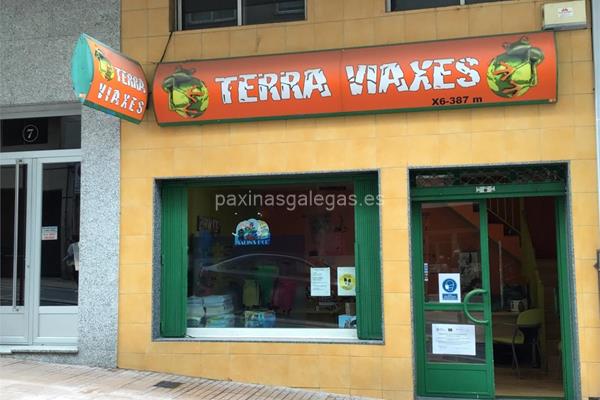 TERRA
VIAXES
TERRA VIAXES
X6-387 m
7
paxinasgalegas.es